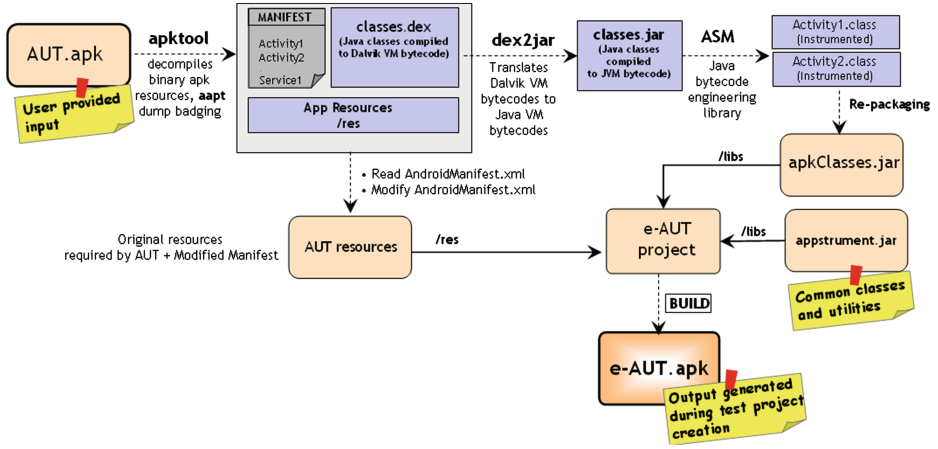 AUT.apk
User provided
input
apktool
decompiles
binary apk
resources, aapt
dump badging
MANIFEST
Activity1
Activity2
.
Service1
classes.dex
(Java classes compiled
to Dalvik VM bytecode)
App Resources
/res
dex2jar
Translates
Dalvik VM
bytecodes to
Java VM
bytecodes
classes.jar
(Java classes
compiled
to JVM bytecode)
ASM
Java
bytecode
engineering
library
Activity1.class
(Instrumented)
Activity2.class
(Instrumented)
Re-packaging
apkClasses.jar
/libs
• Read AndroidManifest.xml
• Modify AndroidManifest.xml
Original resources
required by AUT + Modified Manifest
AUT resources
/res
e-AUT
project
/libs
appstrument.jar
Common classes
and utilities
BUILD
e-AUT.apk
Output generated
during test project
creation